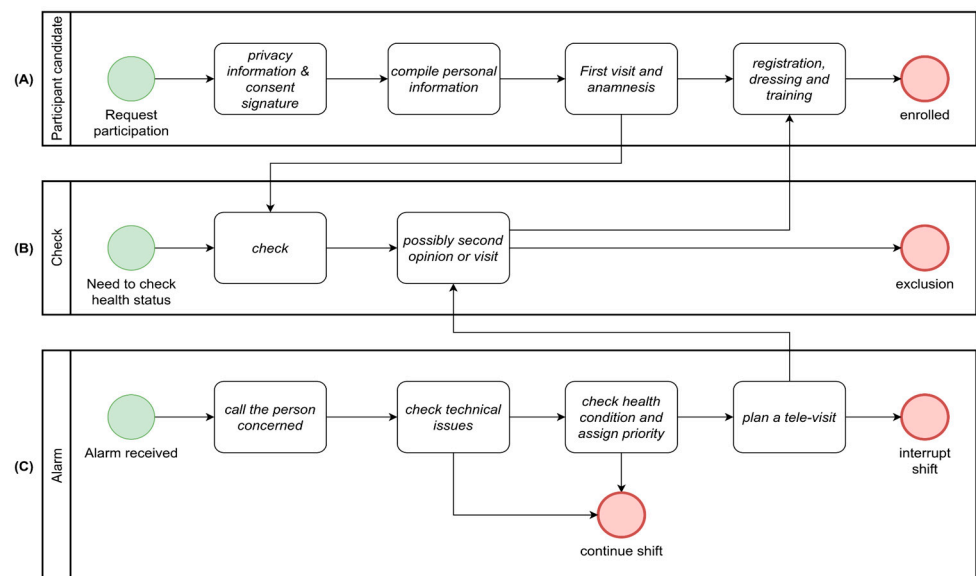 (A)
Participant candidate
Request
participation
privacy
information &
consent
signature
compile personal
information
First visit and
anamnesis
registration,
dressing and
training
enrolled
(B)
Check
Need to check
health status
check
possibly second
opinion or visit
exclusion
(C)
Alarm
Alarm received
call the person
concerned
check technical
issues
check health
condition and
assign priority
plan a tele-visit
interrupt
shift
continue shift